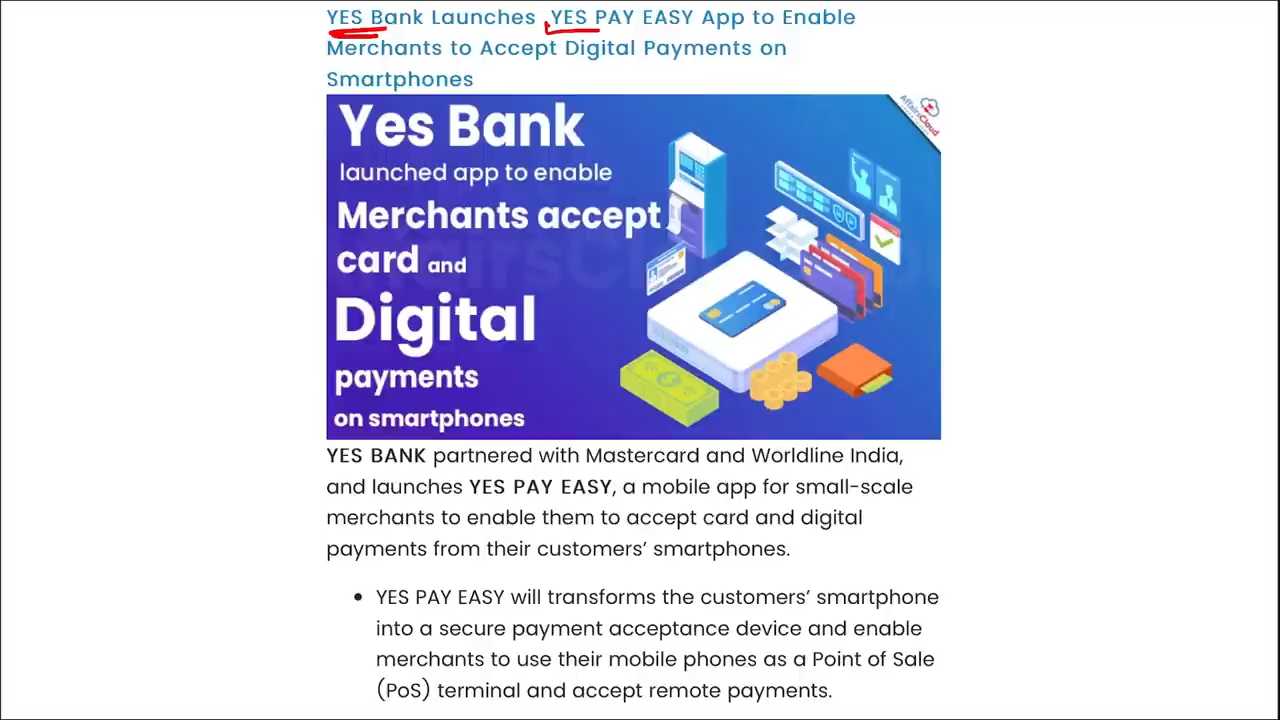 YES Bank Launches YES PAY EASY App to Enable
Merchants to Accept Digital Payments on
Smartphones
AffairsCloud
Yes Bank
launched app to enable
Merchants accept
card and
Digital
payments
on smartphones
YES BANK partnered with Mastercard and Worldline India,
and launches YES PAY EASY, a mobile app for small-scale
merchants to enable them to accept card and digital
payments from their customers’ smartphones.
• YES PAY EASY will transforms the customers’ smartphone
into a secure payment acceptance device and enable
merchants to use their mobile phones as a Point of Sale
(PoS) terminal and accept remote payments.